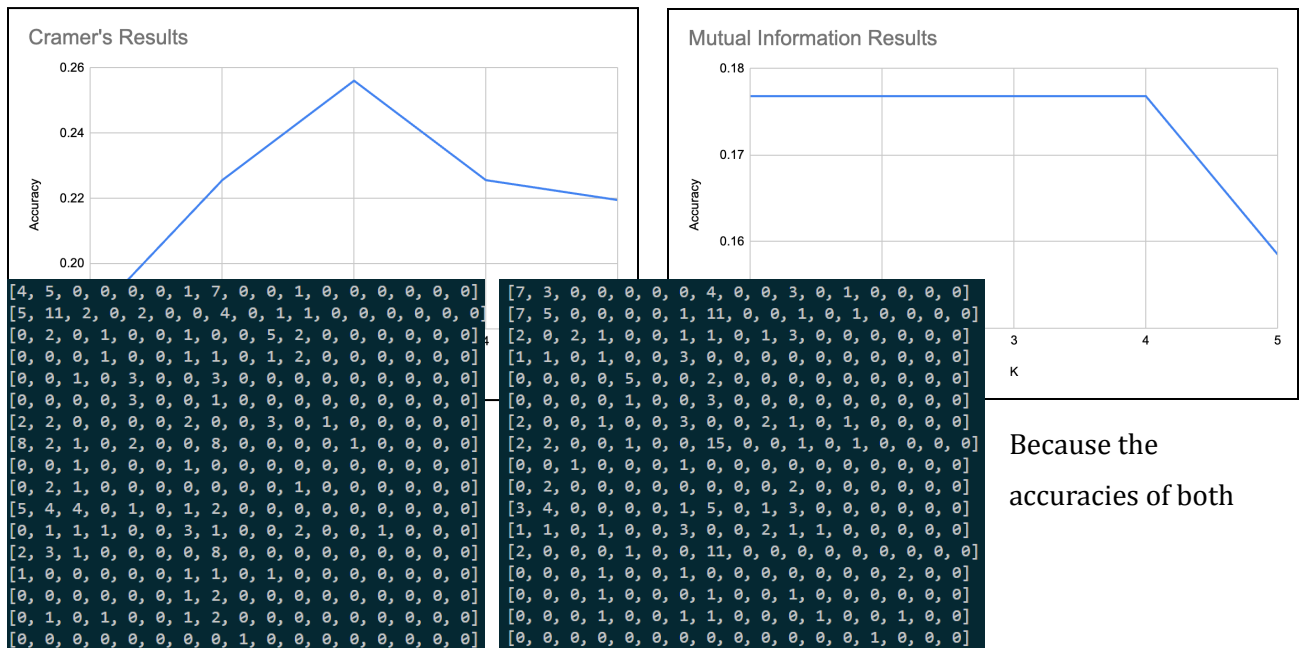 Cramer's Results
0.26
0.24
0.22
0.20
Accuracy
4
Mutual Information Results
0.18
0.17
0.16
Accuracy
3
4
5
K
[4, 5, 0, 0, 0, 0, 1, 7, 0, 0, 1, 0, 0, 0, 0, 0, 0]
[5, 11, 2, 0, 2, 0, 0, 4, 0, 1, 1, 0, 0, 0, 0, 0, 0]
[0, 2, 0, 1, 0, 0, 1, 0, 0, 5, 2, 0, 0, 0, 0, 0, 0]
[0, 0, 0, 1, 0, 0, 1, 1, 0, 1, 2, 0, 0, 0, 0, 0, 0]
[0, 0, 1, 0, 3, 0, 0, 3, 0, 0, 0, 0, 0, 0, 0, 0, 0]
[0, 0, 0, 0, 3, 0, 0, 1, 0, 0, 0, 0, 0, 0, 0, 0, 0]
[2, 2, 0, 0, 0, 0, 2, 0, 0, 3, 0, 1, 0, 0, 0, 0, 0]
[8, 2, 1, 0, 2, 0, 0, 8, 0, 0, 0, 0, 1, 0, 0, 0, 0]
[0, 0, 1, 0, 0, 0, 1, 0, 0, 0, 0, 0, 0, 0, 0, 0, 0]
[0, 2, 1, 0, 0, 0, 0, 0, 0, 0, 1, 0, 0, 0, 0, 0, 0]
[5, 4, 4, 0, 1, 0, 1, 2, 0, 0, 0, 0, 0, 0, 0, 0, 0]
[0, 1, 1, 1, 0, 0, 3, 1, 0, 0, 2, 0, 0, 1, 0, 0, 0]
[2, 3, 1, 0, 0, 0, 0, 8, 0, 0, 0, 0, 0, 0, 0, 0, 0]
[1, 0, 0, 0, 0, 0, 1, 1, 0, 1, 0, 0, 0, 0, 0, 0, 0]
[0, 0, 0, 0, 0, 0, 1, 2, 0, 0, 0, 0, 0, 0, 0, 0, 0]
[0, 1, 0, 1, 0, 0, 1, 2, 0, 0, 0, 0, 0, 0, 0, 0, 0]
[0, 0, 0, 0, 0, 0, 0, 0, 1, 0, 0, 0, 0, 0, 0, 0, 0]
[7, 3, 0, 0, 0, 0, 0, 4, 0, 0, 3, 0, 1, 0, 0, 0, 0]
[7, 5, 0, 0, 0, 0, 1, 11, 0, 0, 1, 0, 1, 0, 0, 0, 0]
[2, 0, 2, 1, 0, 0, 1, 1, 0, 1, 3, 0, 0, 0, 0, 0, 0]
[1, 1, 0, 1, 0, 0, 3, 0, 0, 0, 0, 0, 0, 0, 0, 0, 0]
[0, 0, 0, 0, 5, 0, 0, 2, 0, 0, 0, 0, 0, 0, 0, 0, 0]
[0, 0, 0, 0, 1, 0, 0, 3, 0, 0, 0, 0, 0, 0, 0, 0, 0]
[2, 0, 0, 1, 0, 0, 3, 0, 0, 2, 1, 0, 1, 0, 0, 0, 0]
[2, 2, 0, 0, 1, 0, 0, 15, 0, 0, 1, 0, 1, 0, 0, 0, 0]
[0, 0, 1, 0, 0, 0, 1, 0, 0, 0, 0, 0, 0, 0, 0, 0, 0]
[0, 2, 0, 0, 0, 0, 0, 0, 0, 0, 2, 0, 0, 0, 0, 0, 0]
[3, 4, 0, 0, 0, 0, 1, 5, 0, 1, 3, 0, 0, 0, 0, 0, 0]
[1, 1, 0, 1, 0, 0, 3, 0, 0, 2, 1, 1, 0, 0, 0, 0, 0]
[2, 0, 0, 0, 1, 0, 0, 11, 0, 0, 0, 0, 0, 0, 0, 0, 0]
[0, 0, 0, 1, 0, 0, 1, 0, 0, 0, 0, 0, 0, 0, 2, 0, 0]
[0, 0, 0, 1, 0, 0, 0, 1, 0, 0, 1, 0, 0, 0, 0, 0, 0]
[0, 0, 0, 1, 0, 0, 1, 1, 0, 0, 0, 1, 0, 0, 1, 0, 0]
[0, 0, 0, 0, 0, 0, 0, 0, 0, 0, 0, 0, 0, 1, 0, 0, 0]
Because the
accuracies of both